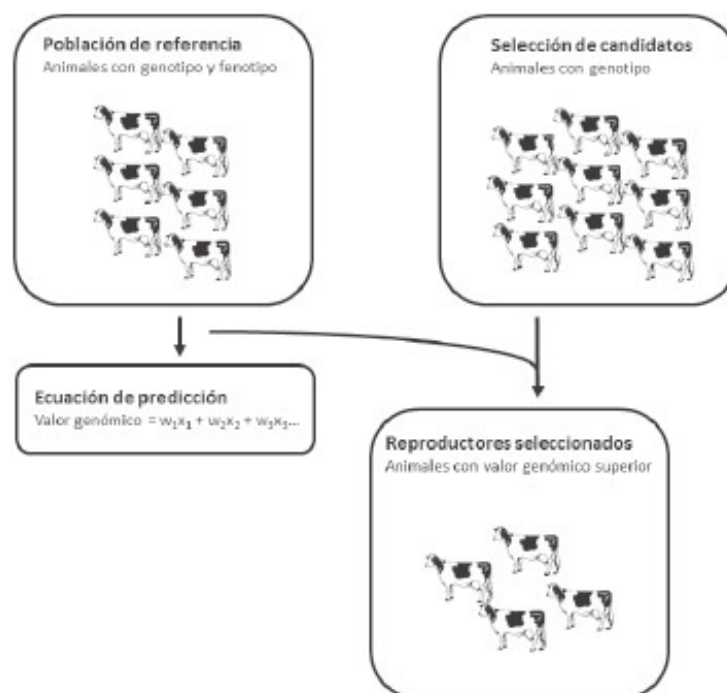 Población de referencia
Animales con genotipo y fenotipo
Selección de candidatos
Animales con genotipo
Ecuación de predicción
Valor genómico = w₁x₁ + w₂x₂ + w₃x₃...
Reproductores seleccionados
Animales con valor genómico superior